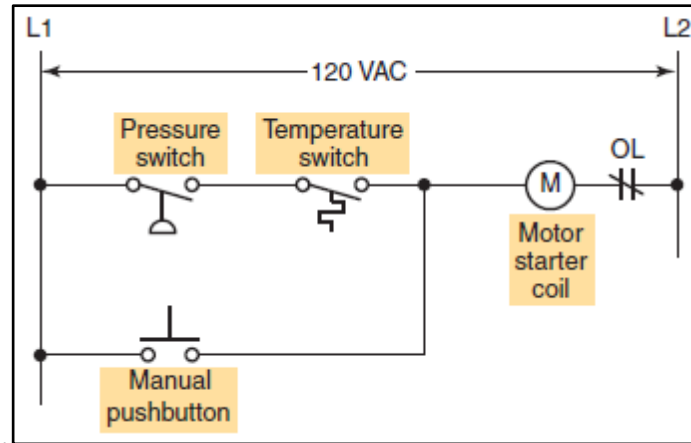 L1
L2
120 VAC
Pressure
switch
Temperature
switch
OL
M
Motor
starter
coil
Manual
pushbutton